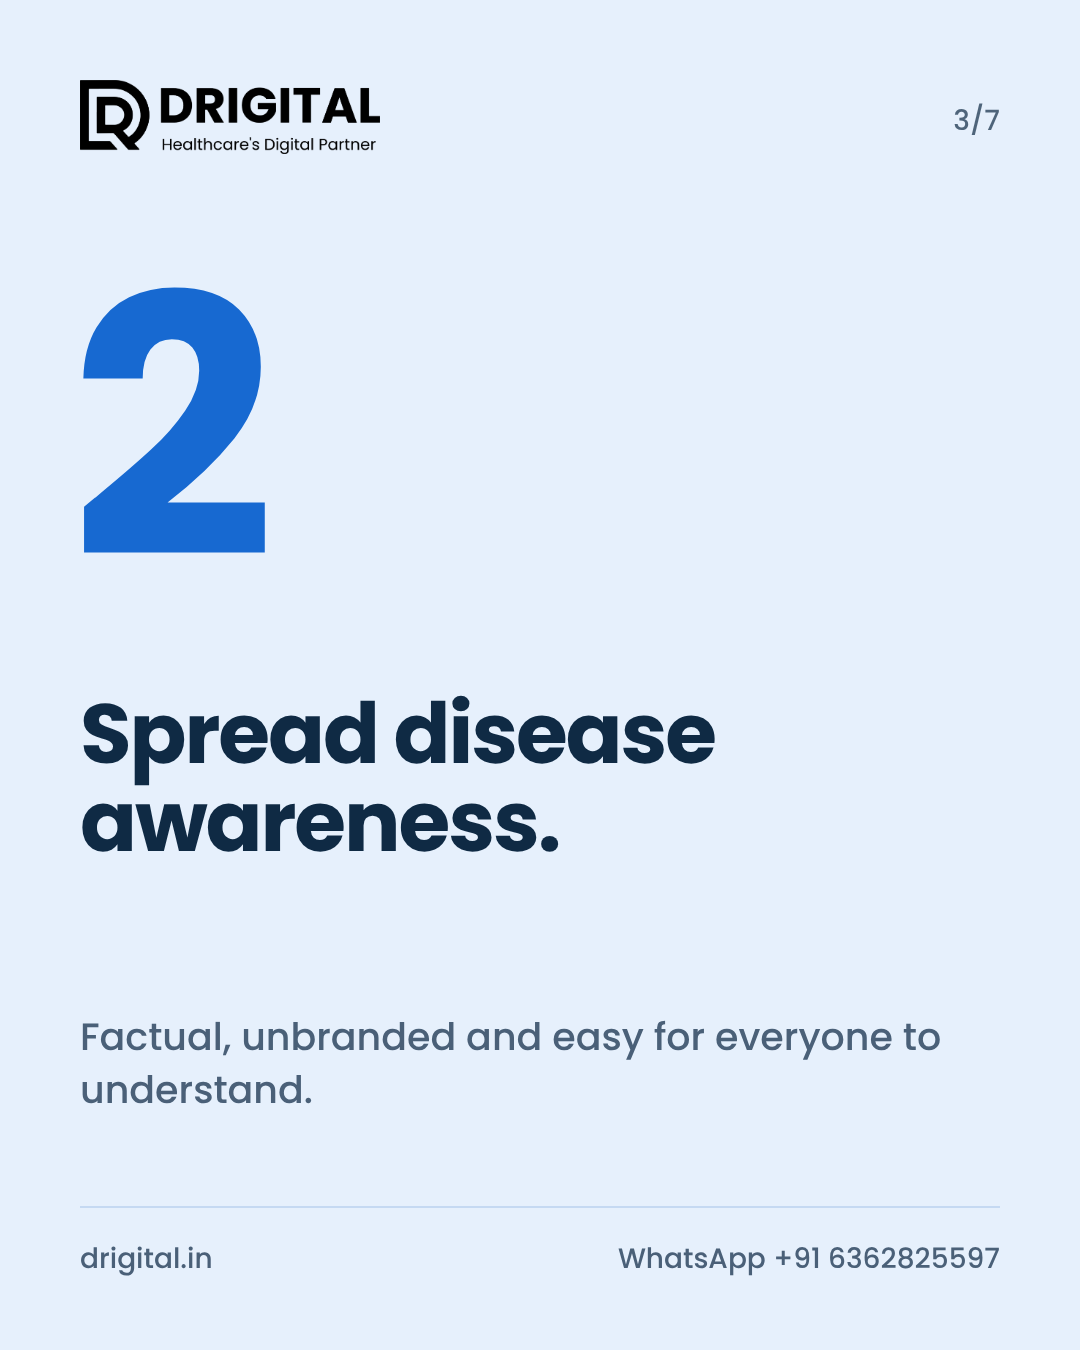 DRIGITAL
Healthcare's Digital Partner
3/7
2
Spread disease
awareness.
Factual, unbranded and easy for everyone to
understand.
drigital.in
WhatsApp +91 6362825597